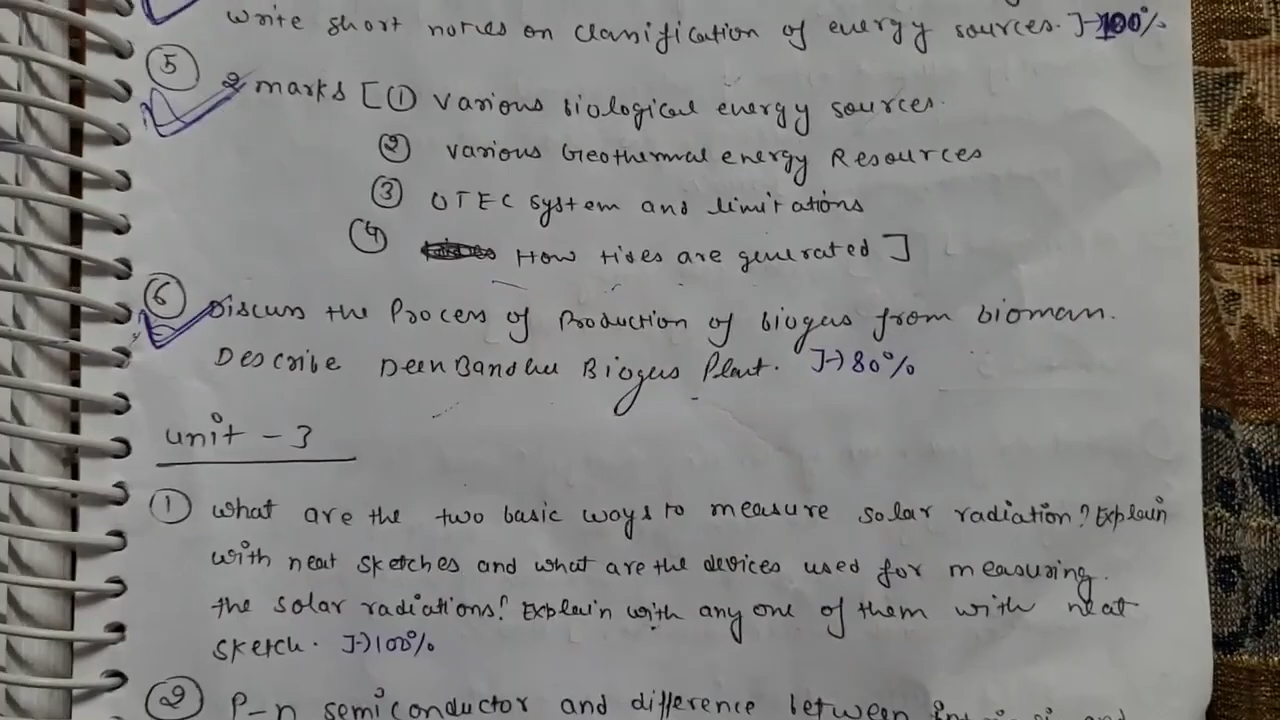 write short notes on classification of energy sources. ]→100%
⑤ 2 marks [① various biological energy sources.
② various Geothermal energy Resources
③ OTEC system and limitations
④ How tides are generated ]
⑥ Discuss the Process of Production of biogas from biomass.
Describe DeenBandhu Biogas Plant. ]→80%
unit - 3
① what are the two basic ways to measure solar radiation? Explain
with neat sketches and what are the devices used for measuring.
the solar radiations? Explain with any one of them with neat
sketch. ]→100%
② P-n semiconductor and difference between